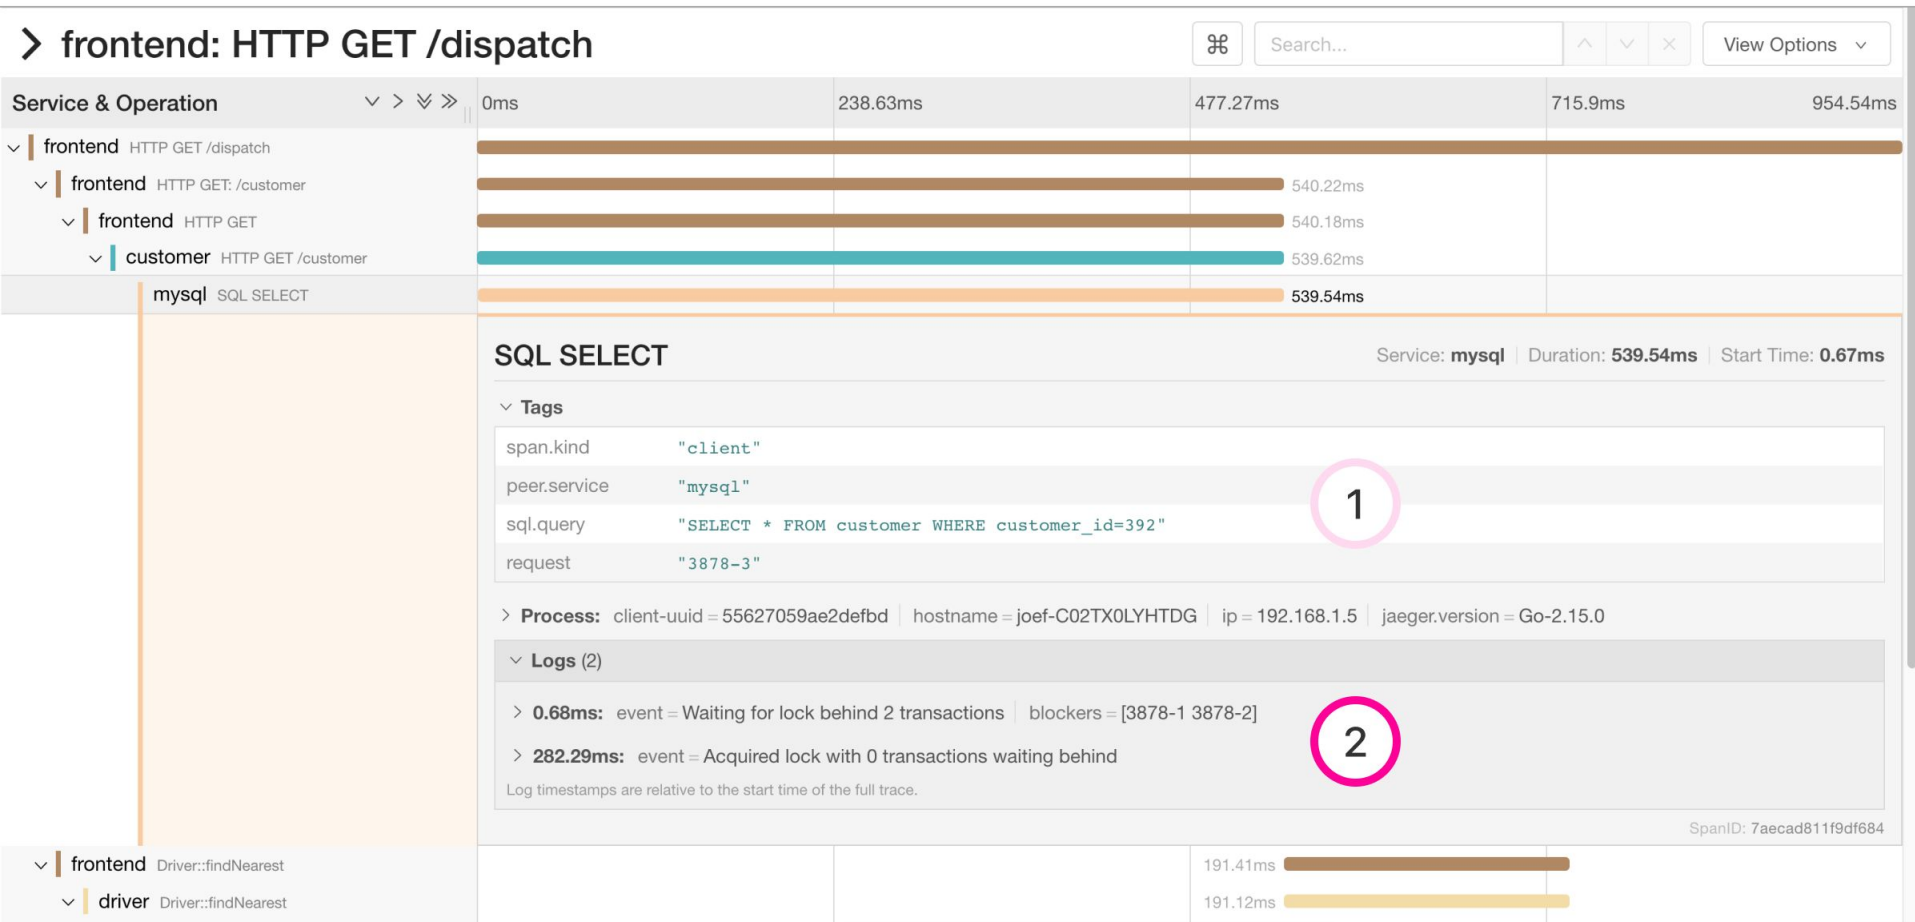 frontend: HTTP GET /dispatch
⌘ Search... View Options
Service & Operation 0ms 238.63ms 477.27ms 715.9ms 954.54ms
frontend HTTP GET /dispatch
frontend HTTP GET: /customer 540.22ms
frontend HTTP GET 540.18ms
customer HTTP GET /customer 539.62ms
mysql SQL SELECT 539.54ms
SQL SELECT Service: mysql Duration: 539.54ms Start Time: 0.67ms
Tags
span.kind "client"
peer.service "mysql"
1
sql.query "SELECT * FROM customer WHERE customer_id=392"
request "3878-3"
Process: client-uuid = 55627059ae2defbd hostname = joef-C02TX0LYHTDG ip = 192.168.1.5 jaeger.version = Go-2.15.0
Logs (2)
0.68ms: event = Waiting for lock behind 2 transactions blockers = [3878-1 3878-2]
2
282.29ms: event = Acquired lock with 0 transactions waiting behind
Log timestamps are relative to the start time of the full trace.
SpanID: 7aecad811f9df684
frontend Driver::findNearest 191.41ms
driver Driver::findNearest 191.12ms